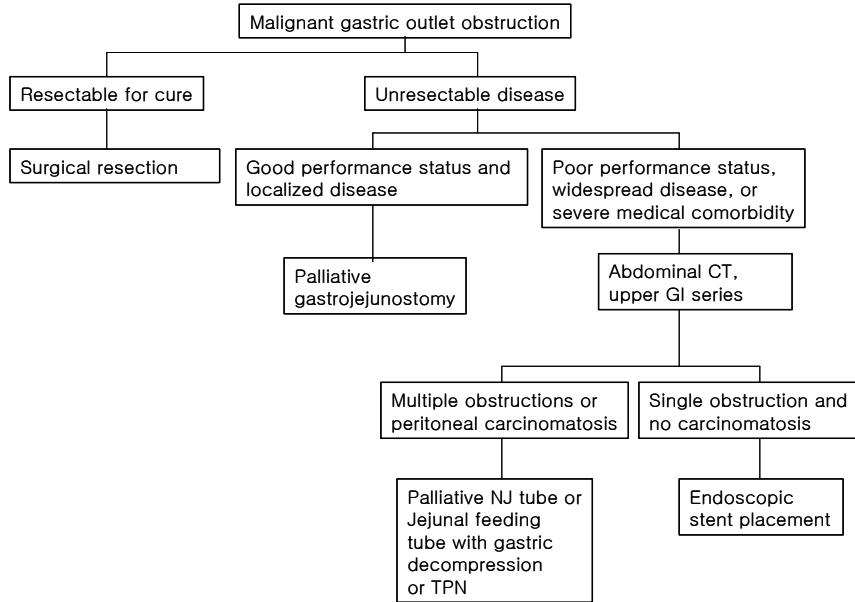 Malignant gastric outlet obstruction
Resectable for cure
Unresectable disease
Surgical resection
Good performance status and
localized disease
Poor performance status,
widespread disease, or
severe medical comorbidity
Palliative
gastrojejunostomy
Abdominal CT,
upper GI series
Multiple obstructions or
peritoneal carcinomatosis
Single obstruction and
no carcinomatosis
Palliative NJ tube or
Jejunal feeding
tube with gastric
decompression
or TPN
Endoscopic
stent placement